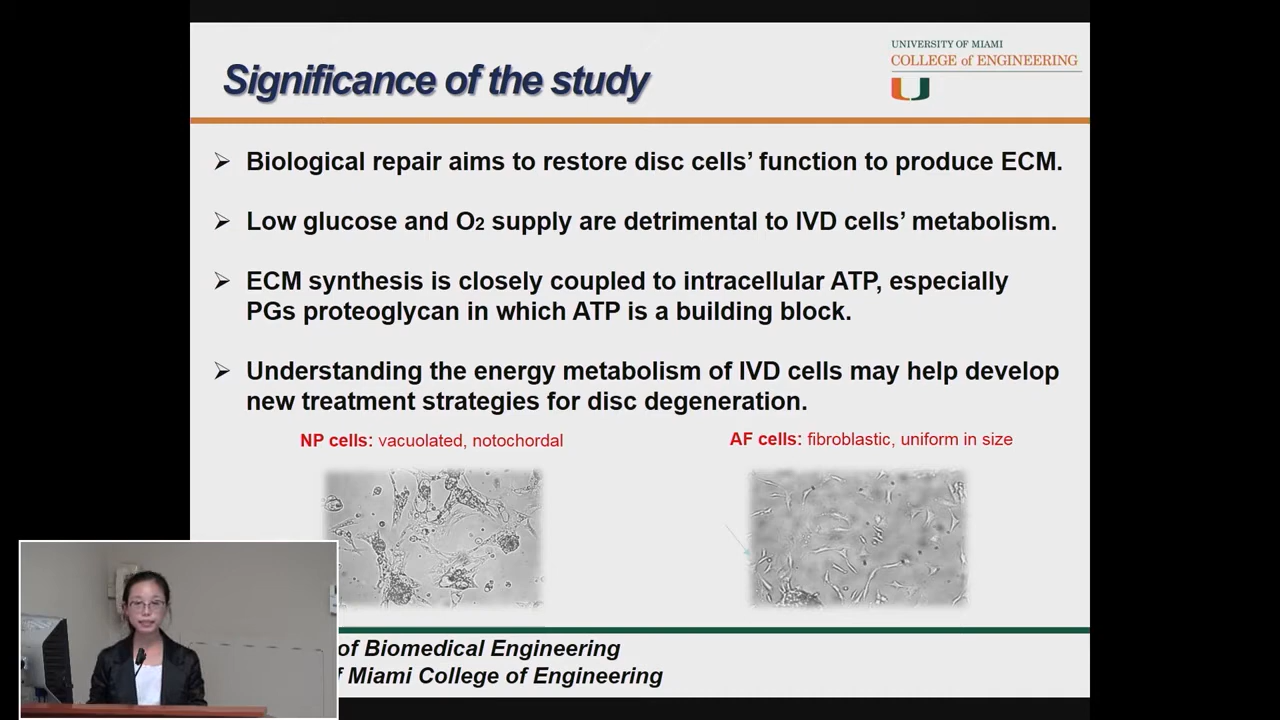 UNIVERSITY OF MIAMI
COLLEGE of ENGINEERING
Significance of the study
Biological repair aims to restore disc cells’ function to produce ECM.
Low glucose and O2 supply are detrimental to IVD cells’ metabolism.
ECM synthesis is closely coupled to intracellular ATP, especially
PGs proteoglycan in which ATP is a building block.
Understanding the energy metabolism of IVD cells may help develop
new treatment strategies for disc degeneration.
NP cells: vacuolated, notochordal
AF cells: fibroblastic, uniform in size
of Biomedical Engineering
Miami College of Engineering